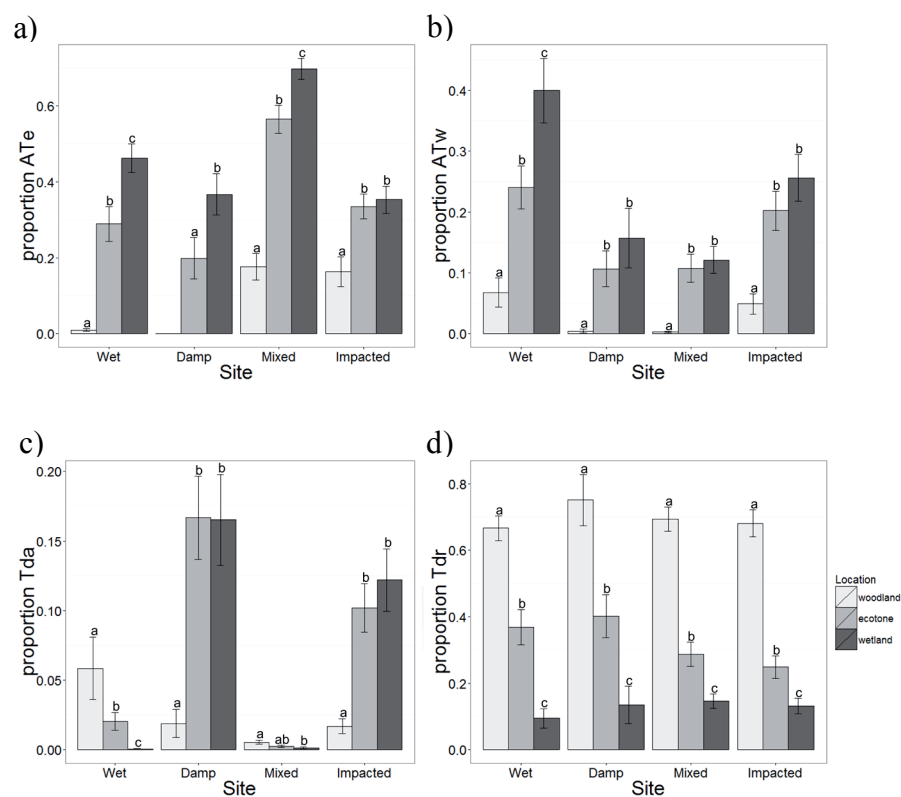 a)
proportion ATe
0.6
0.4
0.2
0.0
a
b
c
a
b
a
b
c
a
b
b
Wet Damp Mixed Impacted
Site
b)
proportion ATw
0.4
0.3
0.2
0.1
0.0
a
b
c
a
b
b
a
b
b
a
b
b
Wet Damp Mixed Impacted
Site
c)
proportion Tda
0.20
0.15
0.10
0.05
0.00
a
b
c
a
b
b
a
ab
b
a
b
b
Wet Damp Mixed Impacted
Site
d)
proportion Tdr
0.8
0.6
0.4
0.2
0.0
a
b
c
a
b
c
a
b
c
a
b
c
Wet Damp Mixed Impacted
Site
Location
woodland
ecotone
wetland